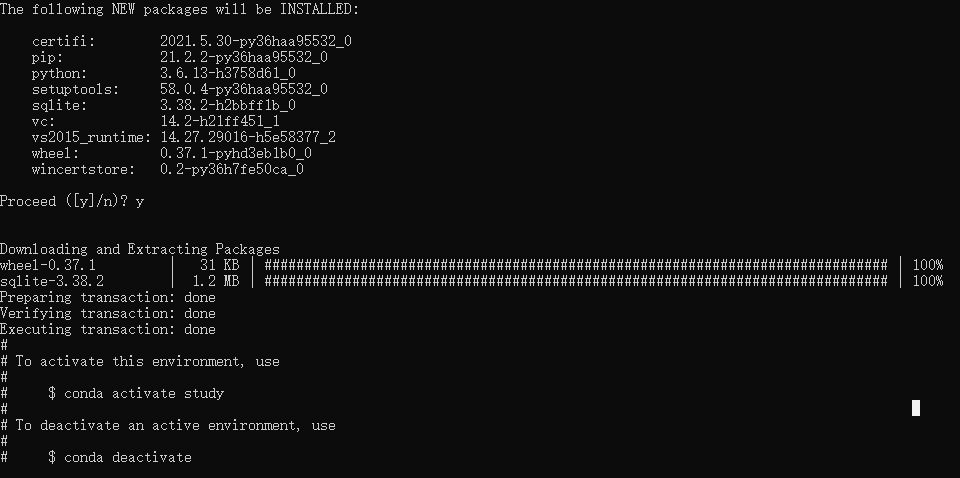 The following NEW packages will be INSTALLED:
certifi: 2021.5.30-py36haa95532_0
pip: 21.2.2-py36haa95532_0
python: 3.6.13-h3758d61_0
setuptools: 58.0.4-py36haa95532_0
sqlite: 3.38.2-h2bbff1b_0
vc: 14.2-h21ff451_1
vs2015_runtime: 14.27.29016-h5e58377_2
wheel: 0.37.1-pyhd3eb1b0_0
wincertstore: 0.2-py36h7fe50ca_0
Proceed ([y]/n)? y
Downloading and Extracting Packages
wheel-0.37.1 | 31 KB | ############################################################################## | 100%
sqlite-3.38.2 | 1.2 MB | ############################################################################## | 100%
Preparing transaction: done
Verifying transaction: done
Executing transaction: done
#
# To activate this environment, use
#
# $ conda activate study
#
# To deactivate an active environment, use
#
# $ conda deactivate